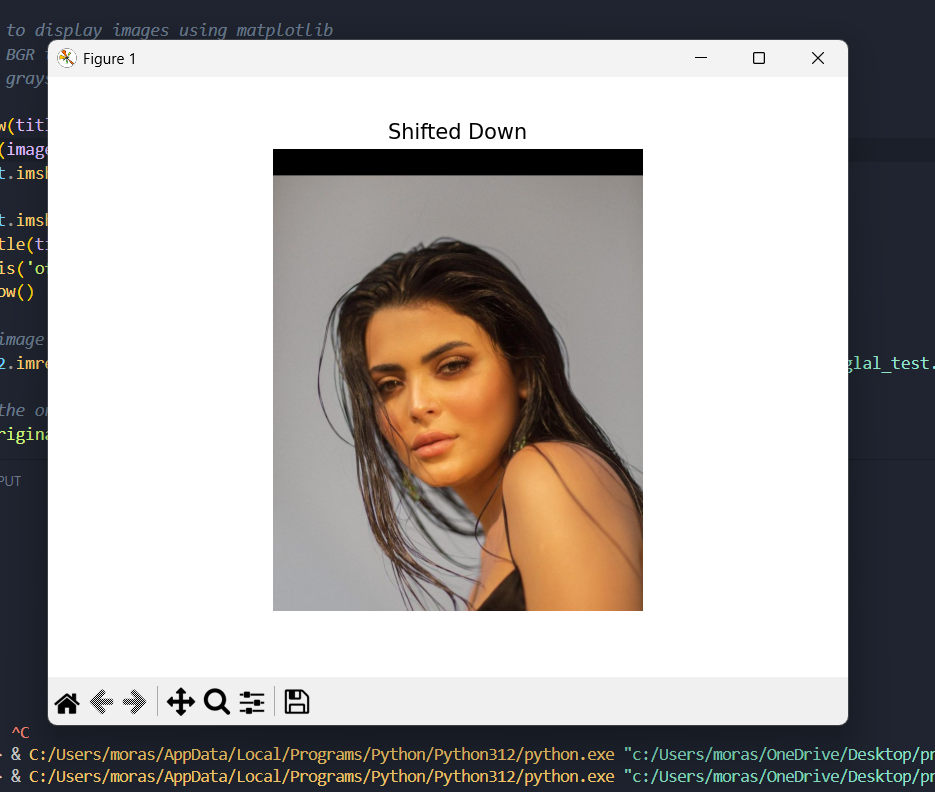 to display images using matplotlib
BGR
Figure 1
grays
Shifted Down
w(titl
(image
t.imsh
t.imsh
tle(ti
is('of
ow()
image
2.imre
glal_test.
the or
rigina
PUT
^C
& C:/Users/moras/AppData/Local/Programs/Python/Python312/python.exe "c:/Users/moras/OneDrive/Desktop/pr
& C:/Users/moras/AppData/Local/Programs/Python/Python312/python.exe "c:/Users/moras/OneDrive/Desktop/pr